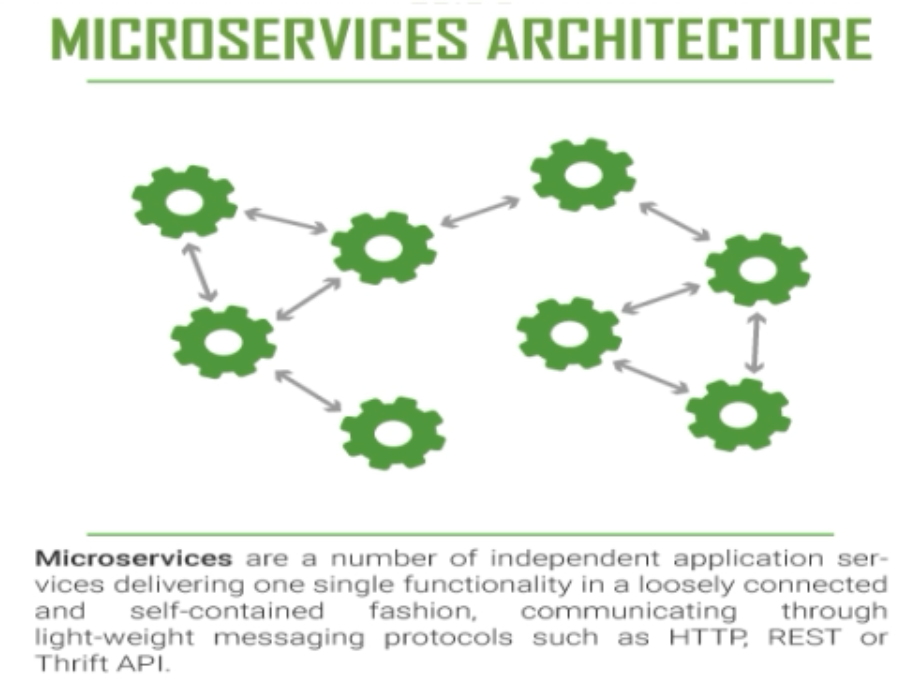 MICROSERVICES ARCHITECTURE
Microservices are a number of independent application ser-
vices delivering one single functionality in a loosely connected
and self-contained fashion, communicating through
light-weight messaging protocols such as HTTP, REST or
Thrift API.